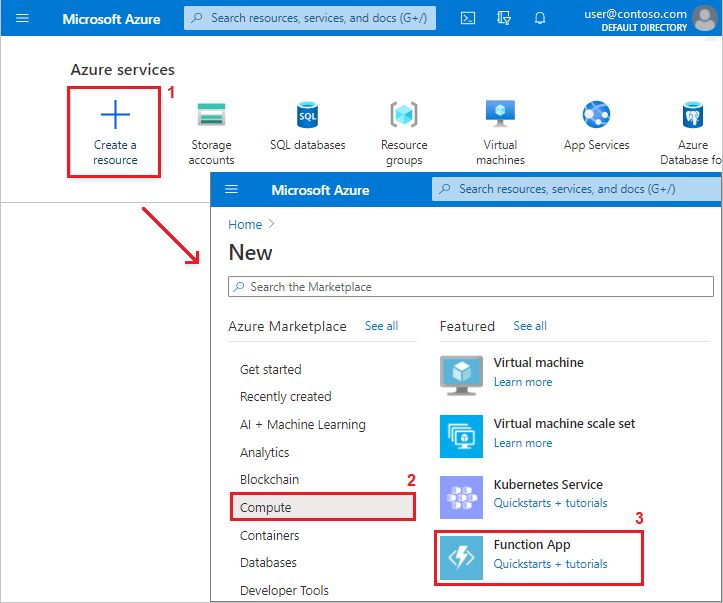 Microsoft Azure
Search resources, services, and docs (G+/)
user@contoso.com
DEFAULT DIRECTORY
Azure services
1
Create a
resource
Storage
accounts
SQL
SQL databases
Resource
groups
Virtual
machines
App Services
Azure
Database fo
Microsoft Azure
Search resources, services, and docs (G+/)
Home
New
Search the Marketplace
Azure Marketplace See all
Get started
Recently created
AI + Machine Learning
Analytics
Blockchain
2
Compute
Containers
Databases
Developer Tools
Featured See all
Virtual machine
Learn more
Virtual machine scale set
Learn more
Kubernetes Service
Quickstarts + tutorials
3
Function App
Quickstarts + tutorials